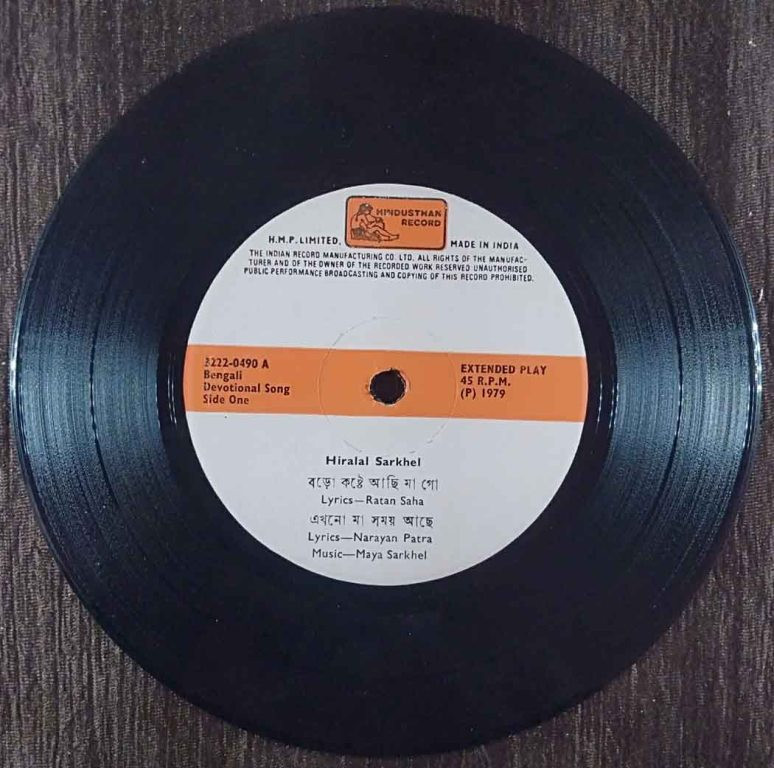 HINDUSTHAN
RECORD
H.M.P. LIMITED.
MADE IN INDIA
THE INDIAN RECORD MANUFACTURING CO. LTD. ALL RIGHTS OF THE MANUFAC-
TURER AND OF THE OWNER OF THE RECORDED WORK RESERVED UNAUTHORISED
PUBLIC PERFORMANCE BROADCASTING AND COPYING OF THIS RECORD PROHIBITED.
2222-0490 A
Bengali
Devotional Song
Side One
EXTENDED PLAY
45 R.P.M.
(P) 1979
Hiralal Sarkhel
বড়ো কষ্টে আছি মা গো
Lyrics—Ratan Saha
এখনো মা সময় আছে
Lyrics—Narayan Patra
Music—Maya Sarkhel